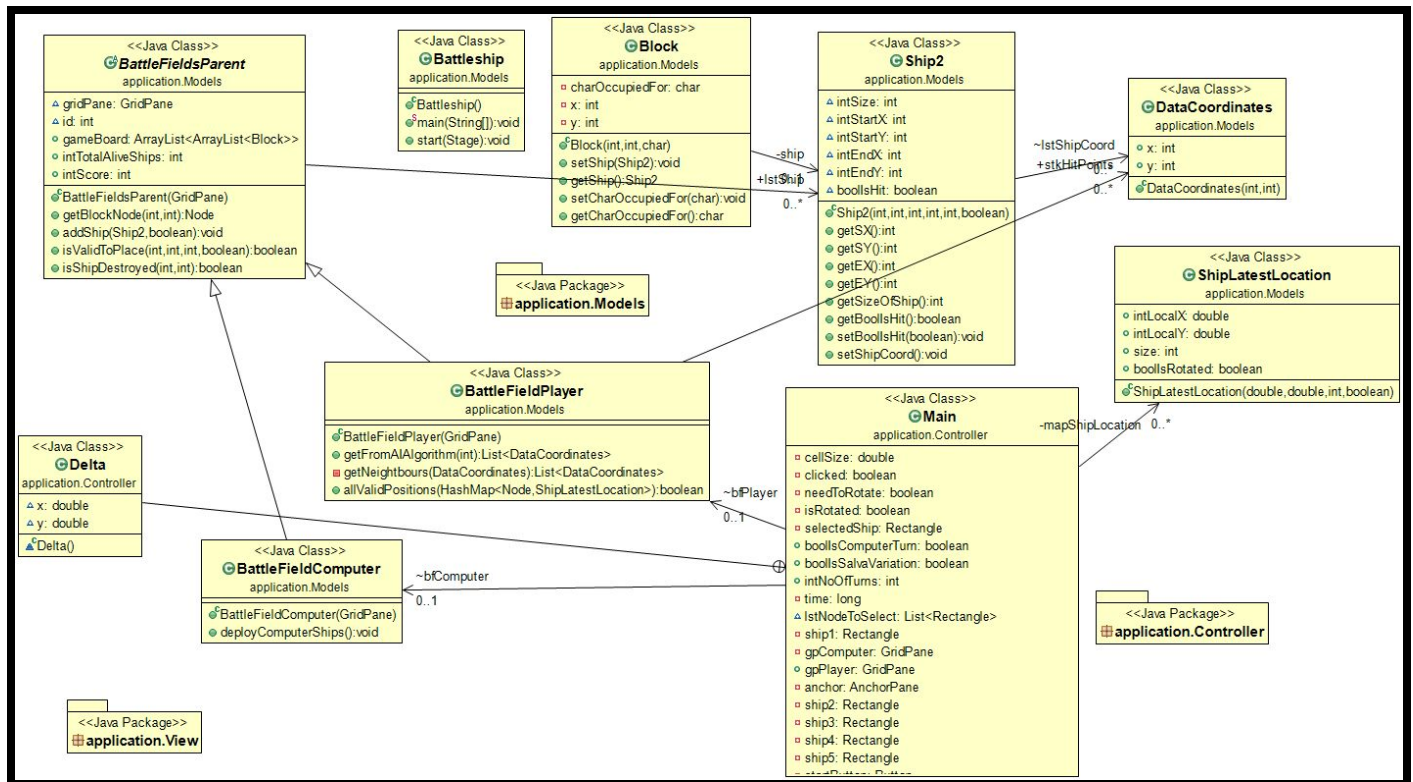 <<Java Class>>
BattleFieldsParent
application.Models
gridPane: GridPane
id: int
gameBoard: ArrayList<ArrayList<Block>>
intTotalAliveShips: int
intScore: int
BattleFieldsParent(GridPane)
getBlockNode(int,int):Node
addShip(Ship2,boolean):void
isValidToPlace(int,int,int,boolean):boolean
isShipDestroyed(int,int):boolean
<<Java Class>>
Battleship
application.Models
Battleship()
main(String[]):void
start(Stage):void
<<Java Class>>
Block
application.Models
charOccupiedFor: char
x: int
y: int
Block(int,int,char)
setShip(Ship2):void
getShip():Ship2
setCharOccupiedFor(char):void
getCharOccupiedFor():char
-ship
0..1
+lstShip
0..*
<<Java Class>>
Ship2
application.Models
intSize: int
intStartX: int
intStartY: int
intEndX: int
intEndY: int
boolIsHit: boolean
Ship2(int,int,int,int,int,boolean)
getSX():int
getSY():int
getEX():int
getEY():int
getSizeOfShip():int
getBoolIsHit():boolean
setBoolIsHit(boolean):void
setShipCoord():void
~lstShipCoord
0..*
+stkHitPoints
0..*
<<Java Class>>
DataCoordinates
application.Models
x: int
y: int
DataCoordinates(int,int)
<<Java Class>>
ShipLatestLocation
application.Models
intLocalX: double
intLocalY: double
size: int
boolIsRotated: boolean
ShipLatestLocation(double,double,int,boolean)
<<Java Package>>
application.Models
<<Java Class>>
BattleFieldPlayer
application.Models
BattleFieldPlayer(GridPane)
getFromAIAlgorithm(int):List<DataCoordinates>
getNeightbours(DataCoordinates):List<DataCoordinates>
allValidPositions(HashMap<Node,ShipLatestLocation>):boolean
<<Java Class>>
Main
application.Controller
cellSize: double
clicked: boolean
needToRotate: boolean
isRotated: boolean
selectedShip: Rectangle
boolIsComputerTurn: boolean
boolIsSalvaVariation: boolean
intNoOfTurns: int
time: long
lstNodeToSelect: List<Rectangle>
ship1: Rectangle
gpComputer: GridPane
gpPlayer: GridPane
anchor: AnchorPane
ship2: Rectangle
ship3: Rectangle
ship4: Rectangle
ship5: Rectangle
startButton: Button
-mapShipLocation
0..*
~bfPlayer
0..1
<<Java Class>>
Delta
application.Controller
x: double
y: double
Delta()
<<Java Class>>
BattleFieldComputer
application.Models
BattleFieldComputer(GridPane)
deployComputerShips():void
~bfComputer
0..1
<<Java Package>>
application.Controller
<<Java Package>>
application.View